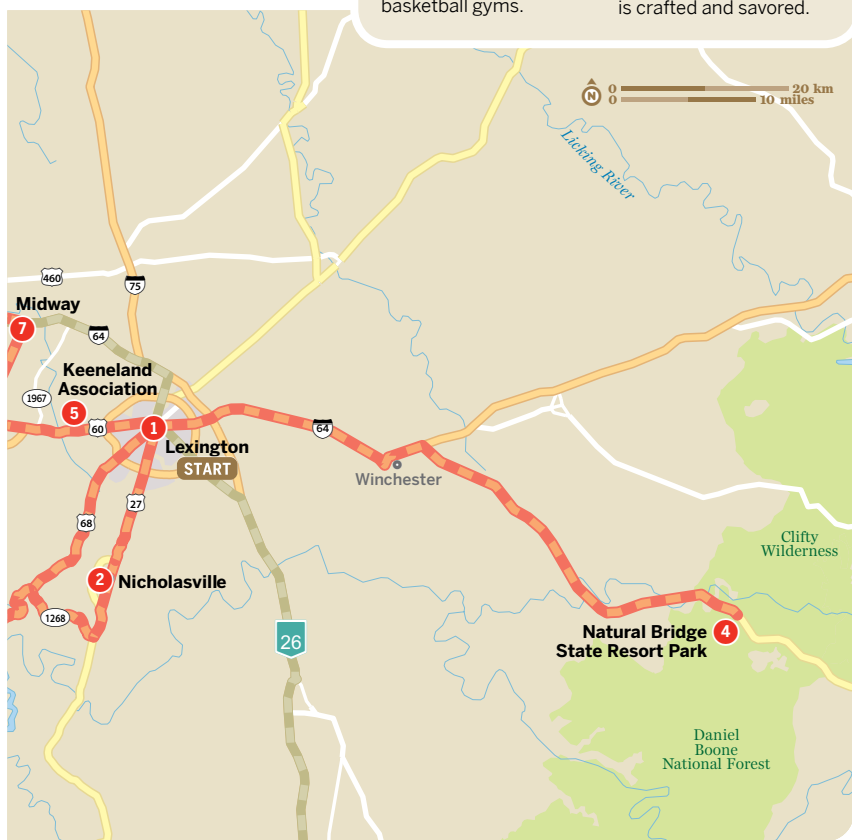 basketball gyms.
is crafted and savored.
N
0
20 km
0
10 miles
Licking River
460
75
Midway
7
64
Keeneland
Association
1967
5
60
1
64
Lexington
START
Winchester
27
68
Clifty
Wilderness
2
Nicholasville
1268
26
Natural Bridge
State Resort Park
4
Daniel
Boone
National Forest